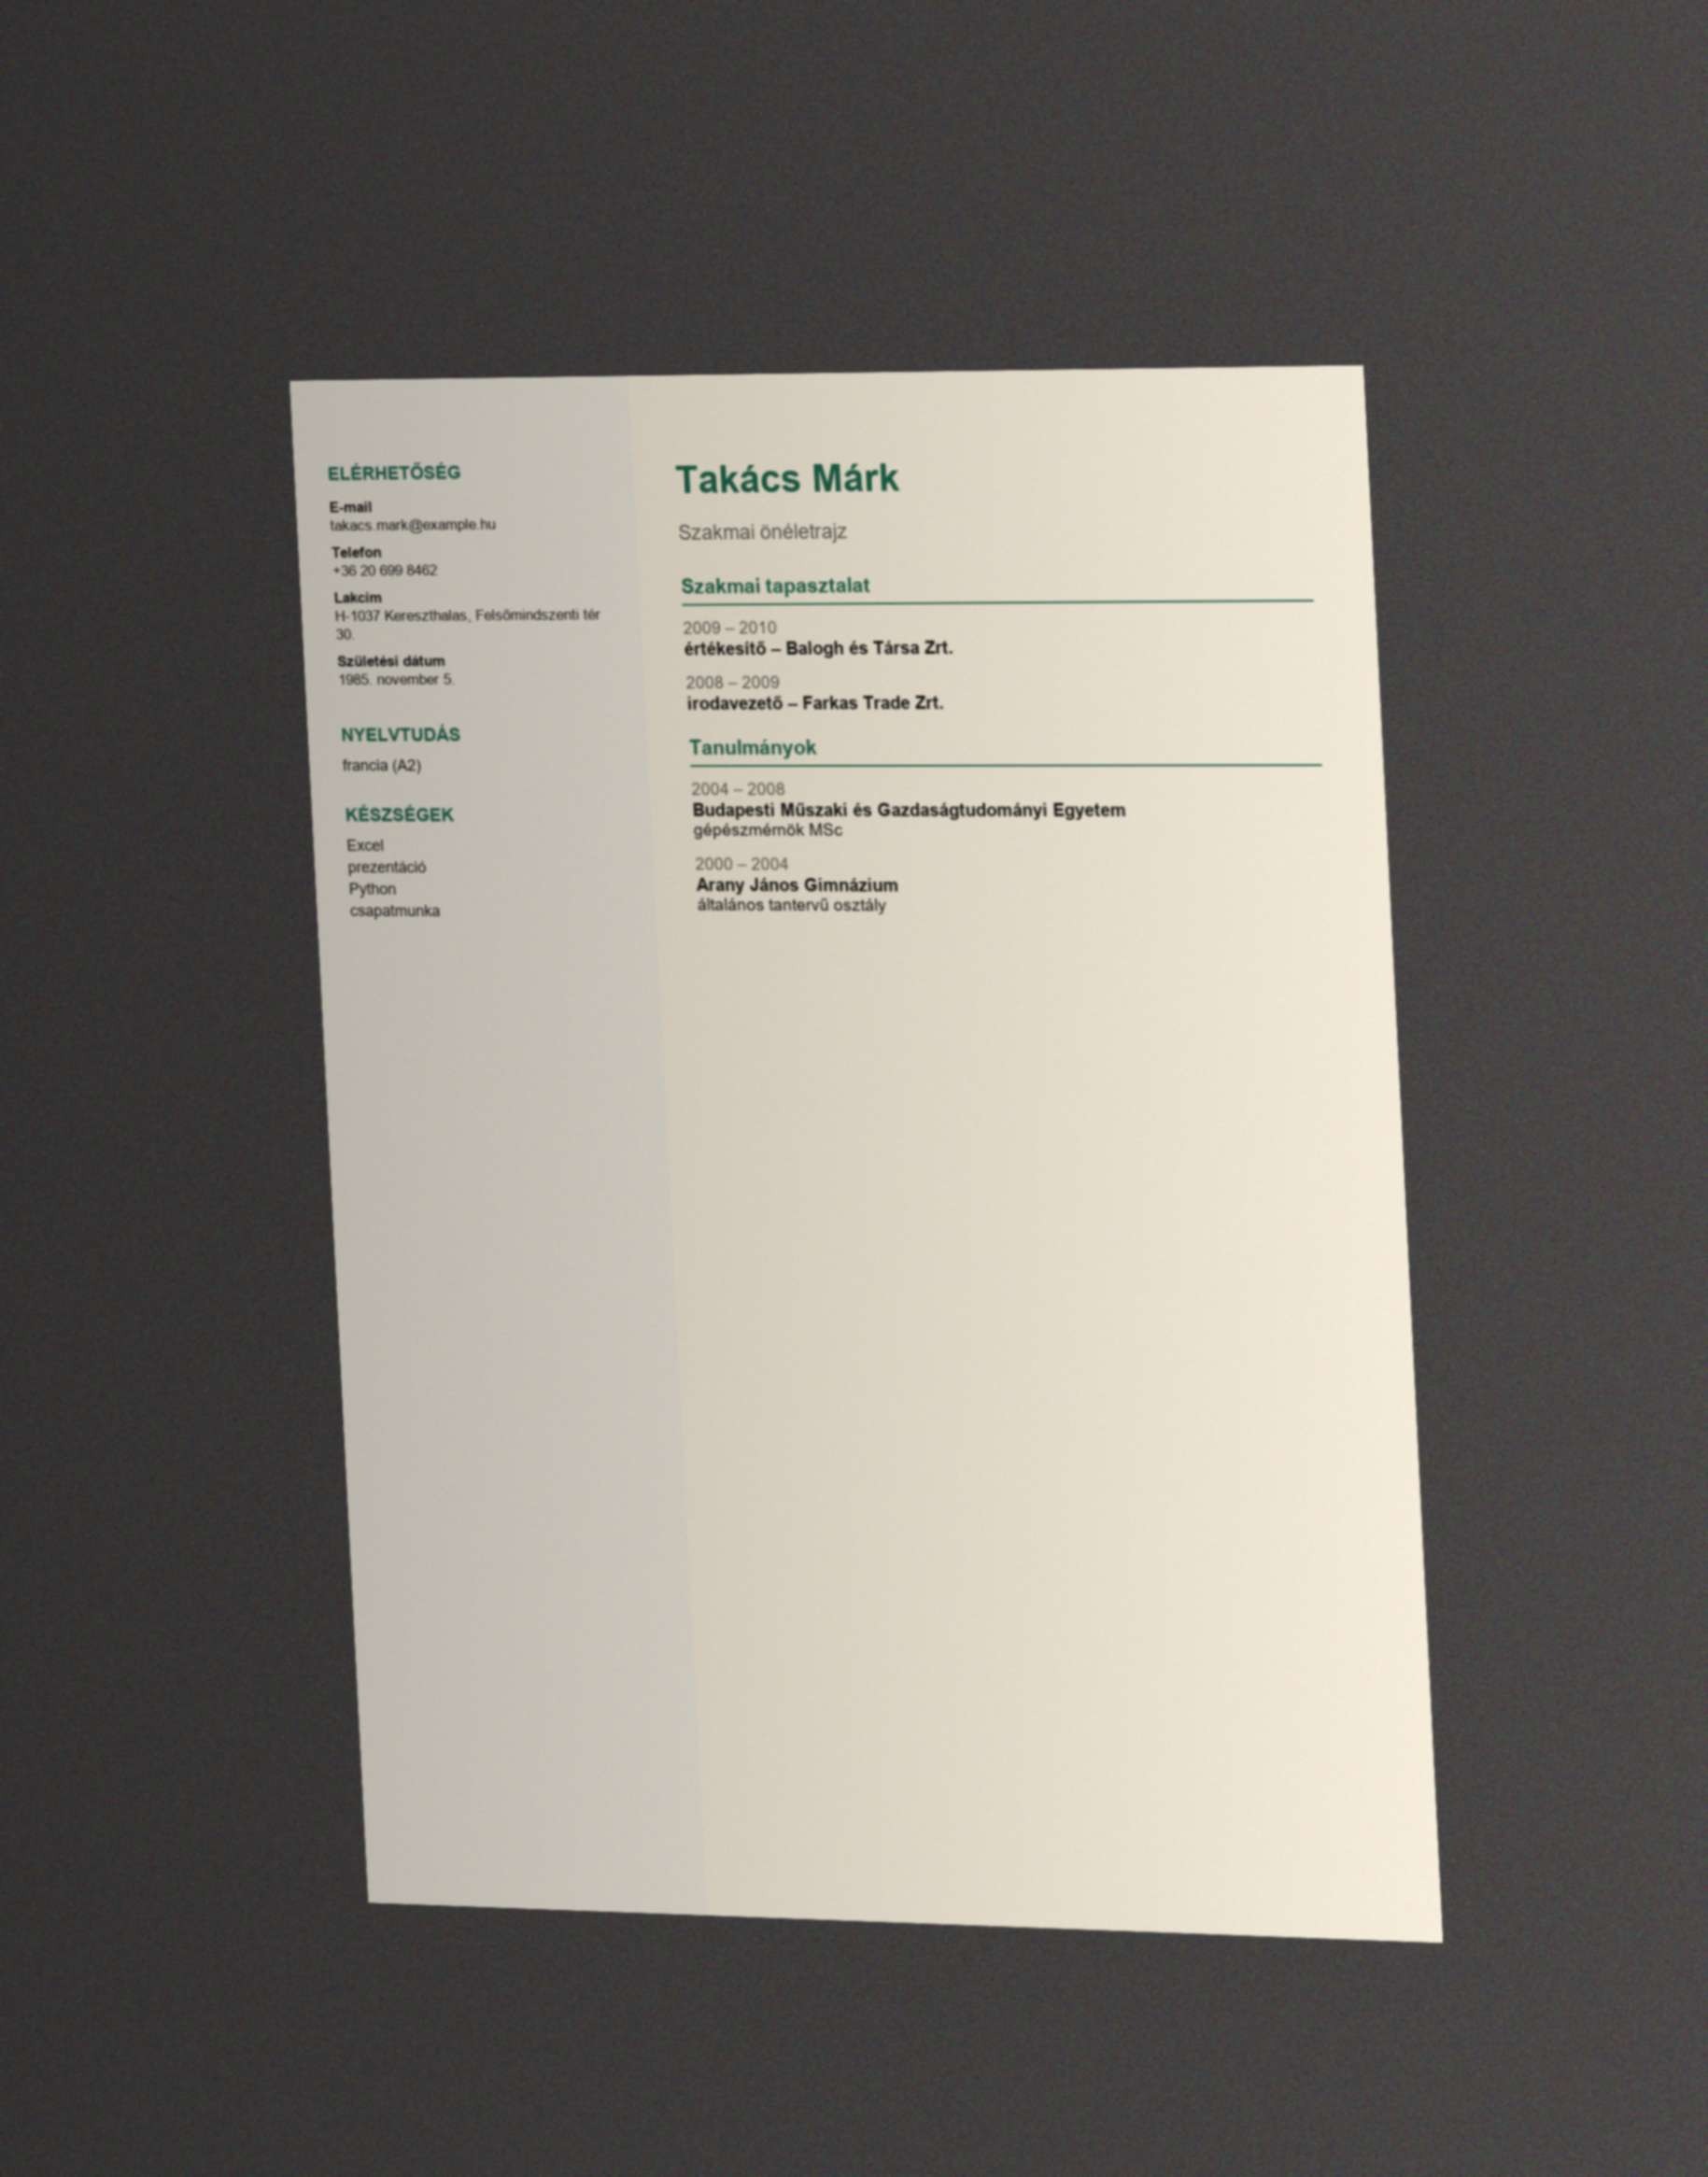 ELÉRHETŐSÉG
E-mail
takacs.mark@example.hu
Telefon
+36 20 699 8462
Lakcím
H-1037 Kereszthalas, Felsőmindszenti tér
30.
Születési dátum
1985. november 5.
NYELVTUDÁS
francia (A2)
KÉSZSÉGEK
Excel
prezentáció
Python
csapatmunka
Takács Márk
Szakmai önéletrajz
Szakmai tapasztalat
2009 – 2010
értékesítő – Balogh és Társa Zrt.
2008 – 2009
irodavezető – Farkas Trade Zrt.
Tanulmányok
2004 – 2008
Budapesti Műszaki és Gazdaságtudományi Egyetem
gépészmérnök MSc
2000 – 2004
Arany János Gimnázium
általános tantervű osztály